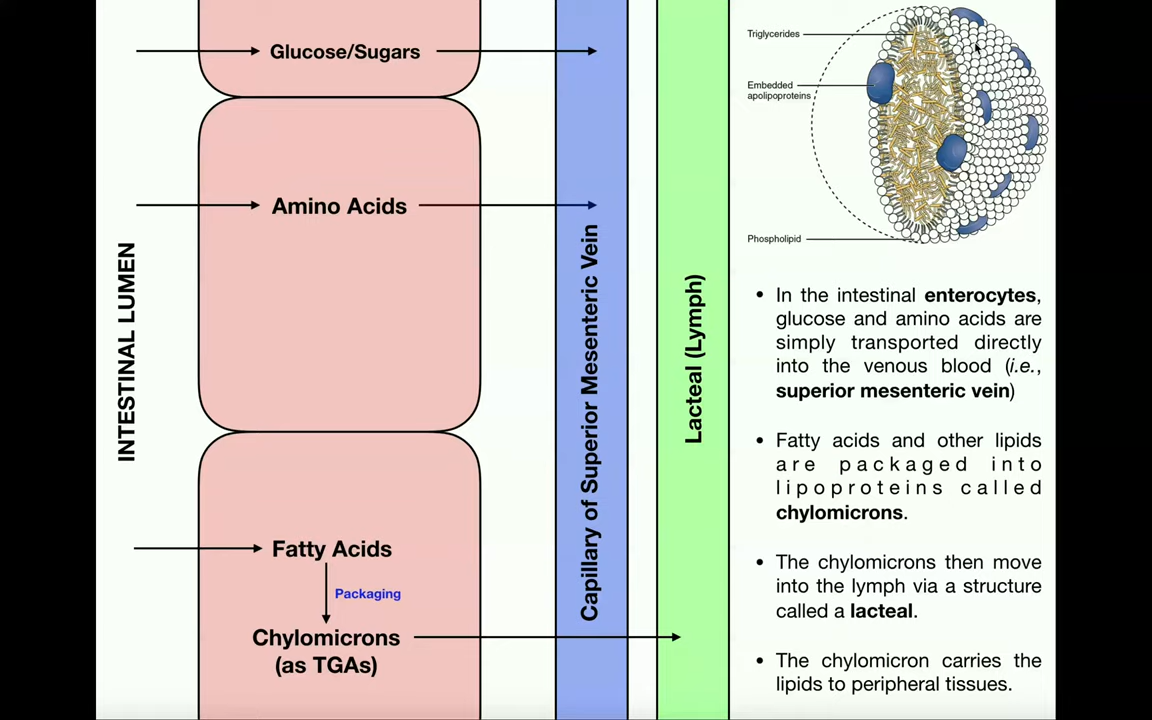 Glucose/Sugars
Amino Acids
Fatty Acids
Packaging
Chylomicrons
(as TGAs)
INTESTINAL LUMEN
Capillary of Superior Mesenteric Vein
Lacteal (Lymph)
Triglycerides
Embedded
apolipoproteins
Phospholipid
• In the intestinal enterocytes,
glucose and amino acids are
simply transported directly
into the venous blood (i.e.,
superior mesenteric vein)
• Fatty acids and other lipids
are packaged into
lipoproteins called
chylomicrons.
• The chylomicrons then move
into the lymph via a structure
called a lacteal.
• The chylomicron carries the
lipids to peripheral tissues.